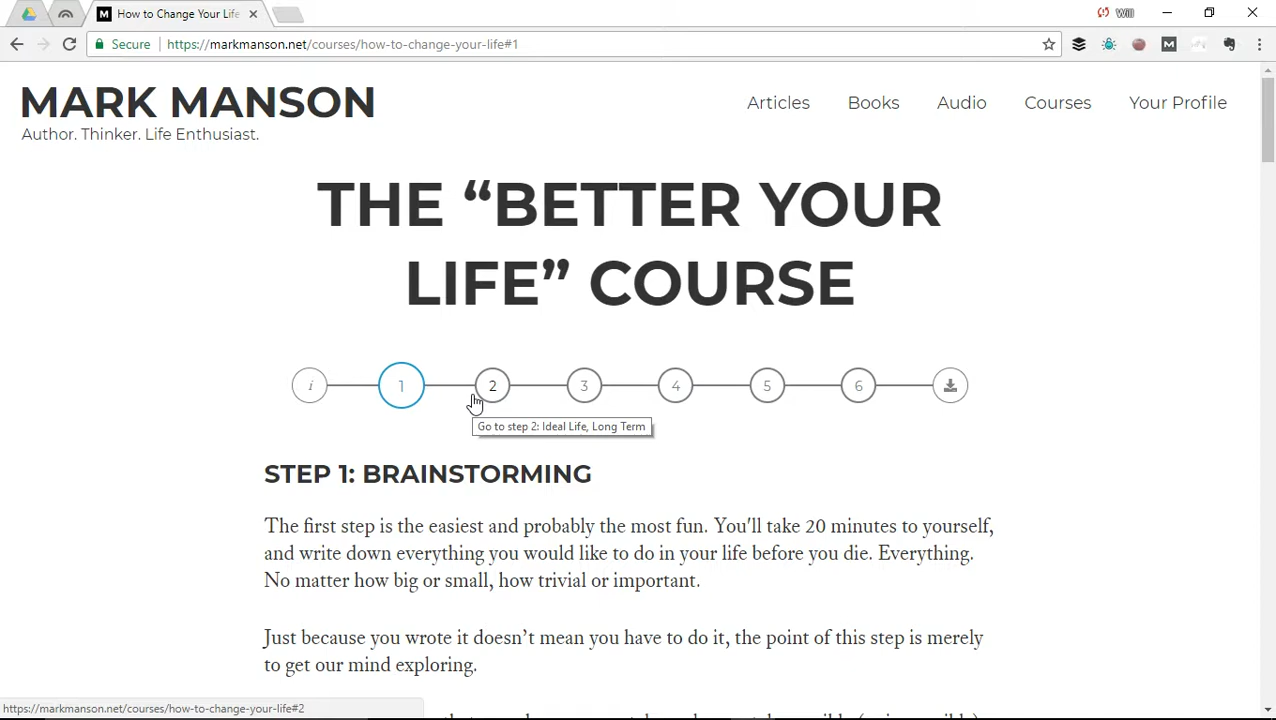 How to Change Your Life
Will
Secure
https://markmanson.net/courses/how-to-change-your-life#1
MARK MANSON
Author. Thinker. Life Enthusiast.
Articles
Books
Audio
Courses
Your Profile
THE “BETTER YOUR
LIFE” COURSE
i
1
2
3
4
5
6
Go to step 2: Ideal Life, Long Term
STEP 1: BRAINSTORMING
The first step is the easiest and probably the most fun. You’ll take 20 minutes to yourself,
and write down everything you would like to do in your life before you die. Everything.
No matter how big or small, how trivial or important.
Just because you wrote it doesn’t mean you have to do it, the point of this step is merely
to get our mind exploring.
https://markmanson.net/courses/how-to-change-your-life#2